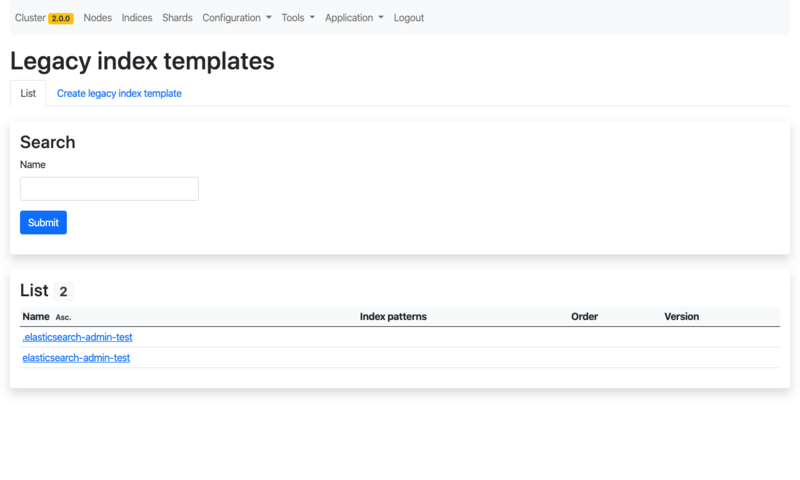 Cluster 2.0.0 Nodes Indices Shards Configuration Tools Application Logout
Legacy index templates
List Create legacy index template
Search
Name
Submit
List 2
Name Asc. Index patterns Order Version
.elasticsearch-admin-test
elasticsearch-admin-test